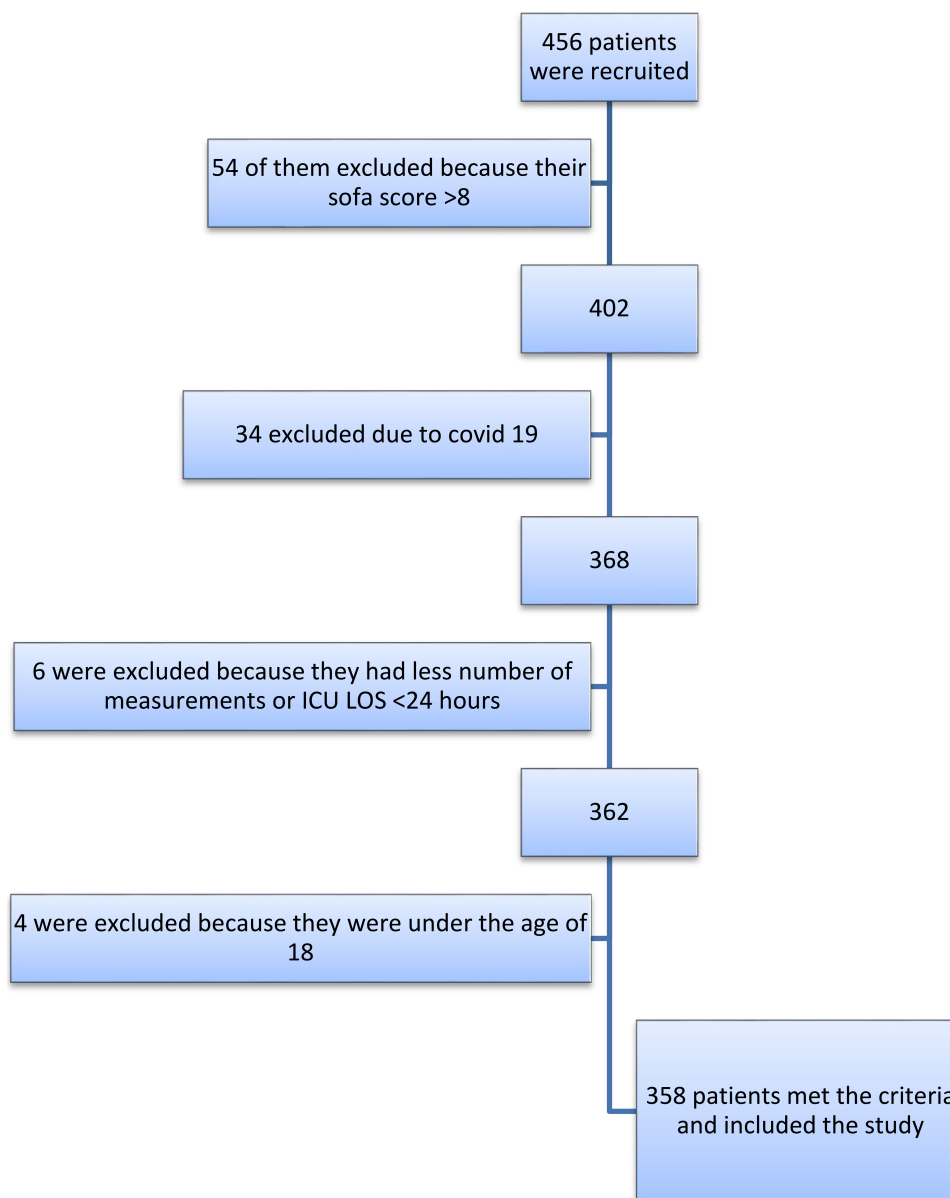 456 patients
were recruited
54 of them excluded because their
sofa score >8
402
34 excluded due to covid 19
368
6 were excluded because they had less number of
measurements or ICU LOS <24 hours
362
4 were excluded because they were under the age of
18
358 patients met the criteria
and included the study